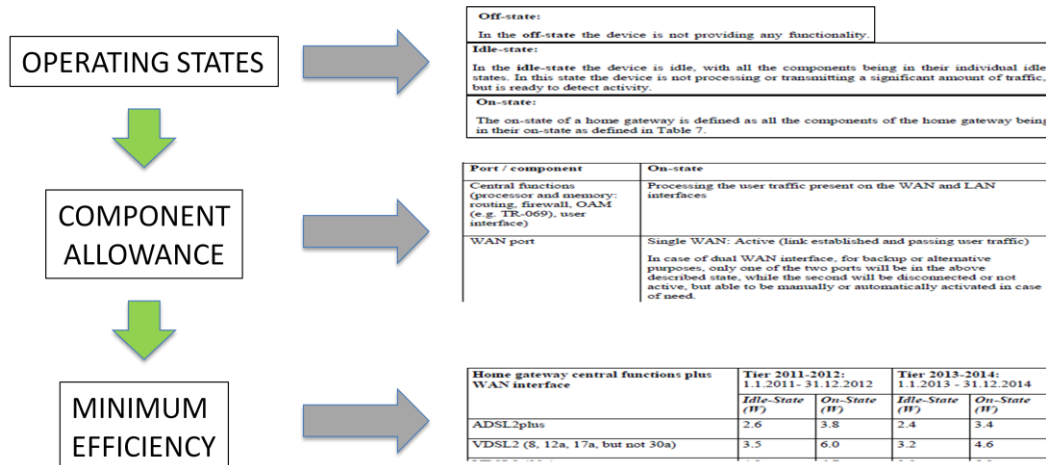 OPERATING STATES
Off-state:
In the off-state the device is not providing any functionality.
Idle-state:
In the idle-state the device is idle, with all the components being in their individual idle
states. In this state the device is not processing or transmitting a significant amount of traffic,
but is ready to detect activity.
On-state:
The on-state of a home gateway is defined as all the components of the home gateway being
in their on-state as defined in Table 7.
COMPONENT
ALLOWANCE
Port / component
On-state
Central functions
(processor and memory:
routing, firewall, OAM
(e.g. TR-069), user
interface)
Processing the user traffic present on the WAN and LAN
interfaces
WAN port
Single WAN: Active (link established and passing user traffic)
In case of dual WAN interface, for backup or alternative
purposes, only one of the two ports will be in the above
described state, while the second will be disconnected or not
active, but able to be manually or automatically activated in case
of need.
MINIMUM
EFFICIENCY
Home gateway central functions plus
WAN interface
Tier 2011-2012:
1.1.2011- 31.12.2012
Tier 2013-2014:
1.1.2013 - 31.12.2014
Idle-State
(W)
On-State
(W)
Idle-State
(W)
On-State
(W)
ADSL2plus 2.6 3.8 2.4 3.4
VDSL2 (8, 12a, 17a, but not 30a) 3.5 6.0 3.2 4.6